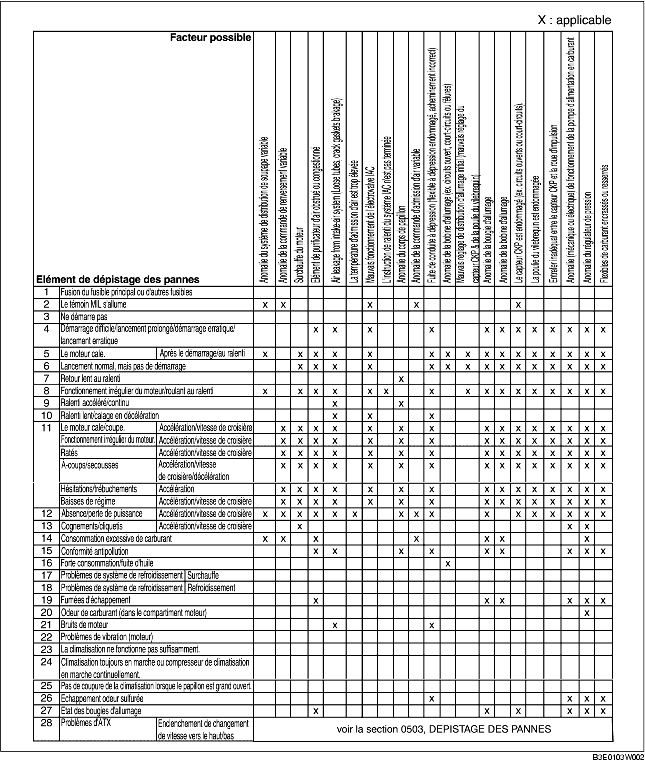 X : applicable
Facteur possible
Elément de dépistage des pannes
Anomalie du système de distribution de soupape variable
Anomalie de la commande de renversement variable
Surchauffe du moteur
Elément de purificateur d'air obstrué ou congestionné
Air leakage from intake-air system (Loose tubes, crack gaskets breakage)
La température d'admission d'air est trop élevée
Mauvais fonctionnement de l'électrovalve IAC
L'instruction de ralenti du système IAC n'est pas terminée
Anomalie du corps de papillon
Anomalie de la commande d'admission d'air variable
Fuite de conduite à dépression (flexible à dépression endommagé, acheminement incorrect)
Anomalie de la bobine d'allumage (ex. circuits ouvert, court-circuits ou fêlures)
Mauvais reglage de distribution d'allumage initial (mauvais reglage du
capteur CKP & de la poulie du vilebrequin)
Anomalie de la bougie d'allumage
Anomalie de la bobine d'allumage
Le capteur CKP est endommagé (ex. circuits ouverts ou court-circuits).
La poulie du vilebrequin est endommagée
Entrefer inadéquat entre le capteur CKP et la roue d'impulsion
Anomalie (mécanique ou électrique) de fonctionnement de la pompe d'alimentation en carburant
Anomalie du régulateur de pression
Flexibles de carburant encrassés ou resserrés
1 Fusion du fusible principal ou d'autres fusibles
2 Le témoin MIL s'allume x x x x x
3 Ne démarre pas
4 Démarrage difficile/lancement prolongé/démarrage erratique/
lancement erratique x x x x x x x x x x x x
5 Le moteur cale. Après le démarrage/au ralenti x x x x x x x x x x x x x x x x
6 Lancement normal, mais pas de démarrage x x x x x x x x x x x x x x x
7 Retour lent au ralenti x
8 Fonctionnement irrégulier du moteur/roulant au ralenti x x x x x x x x x x x x x x x x
9 Ralenti accéléré/continu x x
10 Ralenti lent/calage en décélération x x x
11 Le moteur cale/coupe. Accélération/vitesse de croisière x x x x x x x x x x x x x x
Fonctionnement irrégulier du moteur. Accélération/vitesse de croisière x x x x x x x x x x x x x x
Ratés Accélération/vitesse de croisière x x x x x x x x x x x x x x
A-coups/secousses Accélération/vitesse
de croisière/décélération x x x x x x x x x x x x x x
Hésitations/trébuchements Accélération x x x x x x x x x x x x x x
Baisses de régime Accélération/vitesse de croisière x x x x x x x x x x x x x x
12 Absence/perte de puissance Accélération/vitesse de croisière x x x x x x x x x x x x x x x x
13 Cognements/cliquetis Accélération/vitesse de croisière x x x
14 Consommation excessive de carburant x x x x x x x
15 Conformité antipollution x x x x x x x x x
16 Forte consommation/fuite d'huile x
17 Problèmes de système de refroidissement Surchauffe
18 Problèmes de système de refroidissement Refroidissement
19 Fumées d'échappement x x x x x x
20 Odeur de carburant (dans le compartiment moteur) x
21 Bruits de moteur x x
22 Problèmes de vibration (moteur)
23 La climatisation ne fonctionne pas suffisamment.
24 Climatisation toujours en marche ou compresseur de climatisation
en marche continuellement.
25 Pas de coupure de la climatisation lorsque le papillon est grand ouvert.
26 Echappement odeur sulfurée x x x x
27 Etat des bougies d'allumage x x x x x x
28 Problèmes d'ATX Enclenchement de changement
de vitesse vers le haut/bas
voir la section 0503, DEPISTAGE DES PANNES
B3E0103W002